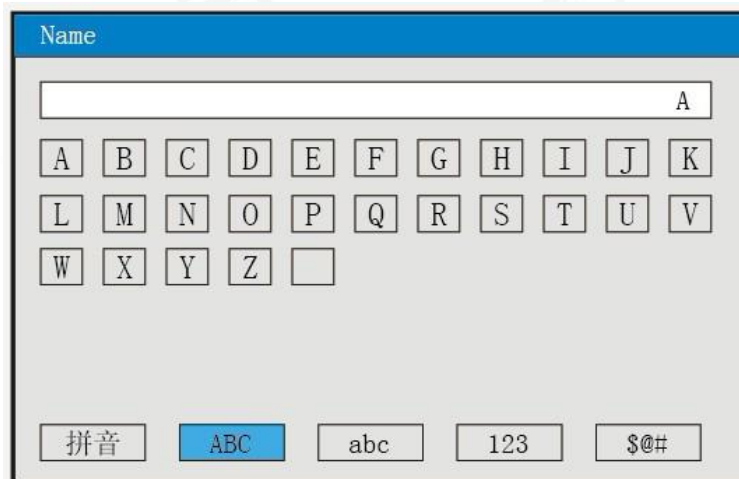 Name
A
A B C D E F G H I J K
L M N O P Q R S T U V
W X Y Z
拼音 ABC abc 123 $@#